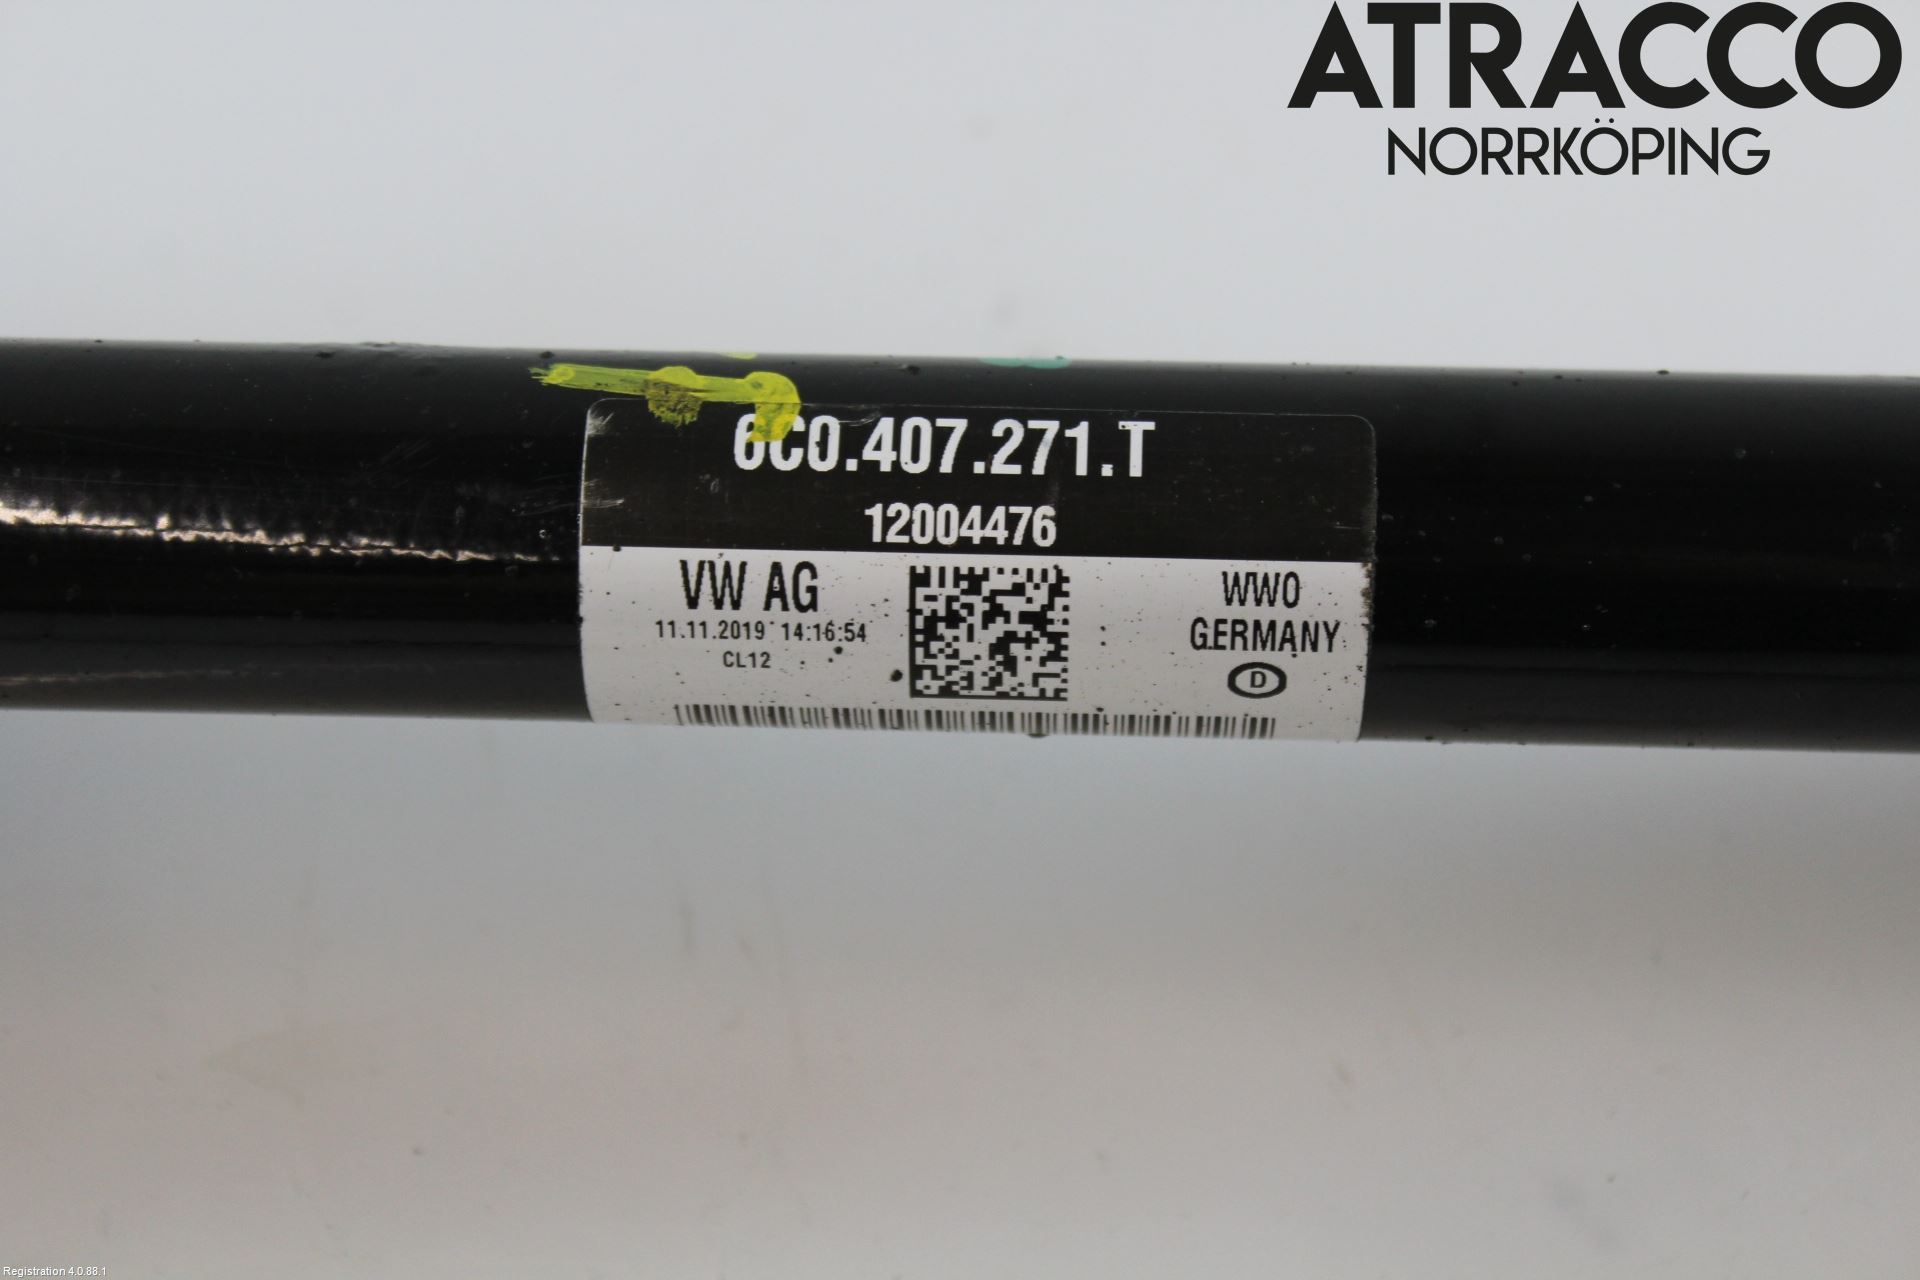 ATRACCO
NORRKÖPING
6C0.407.271.T
12004476
VW AG
11.11.2019 14:16:54
CL12
WWO
GERMANY
D
Registration 4.0.88.1